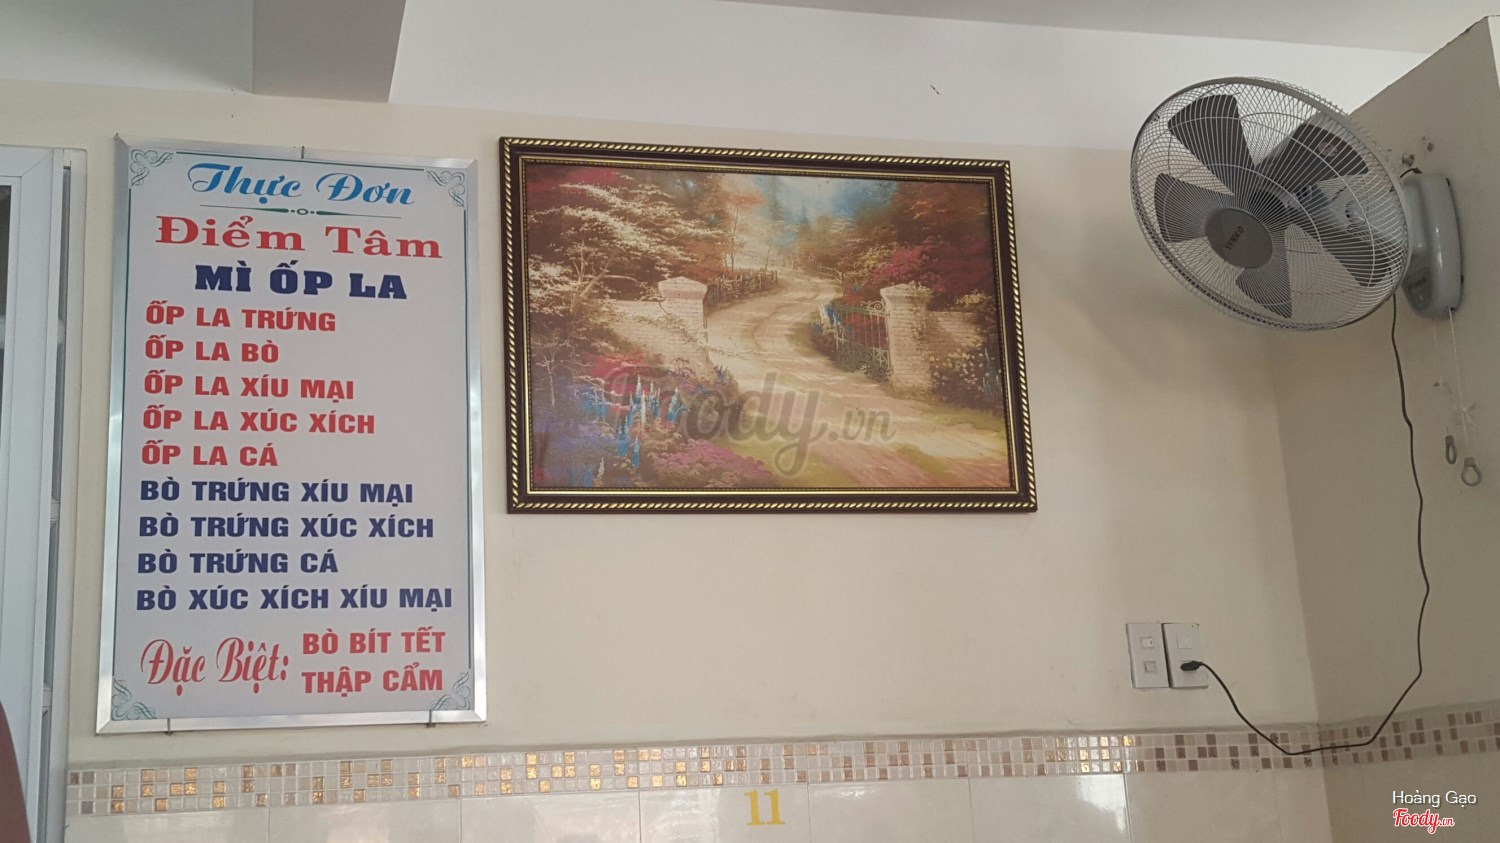 Thực Đơn
Điểm Tâm
MÌ ỐP LA
ỐP LA TRỨNG
ỐP LA BÒ
ỐP LA XÍU MẠI
ỐP LA XÚC XÍCH
ỐP LA CÁ
BÒ TRỨNG XÍU MẠI
BÒ TRỨNG XÚC XÍCH
BÒ TRỨNG CÁ
BÒ XÚC XÍCH XÍU MẠI
Đặc Biệt:
BÒ BÍT TẾT
THẬP CẨM
Foody.vn
11
Hoàng Gạo
Foody.vn